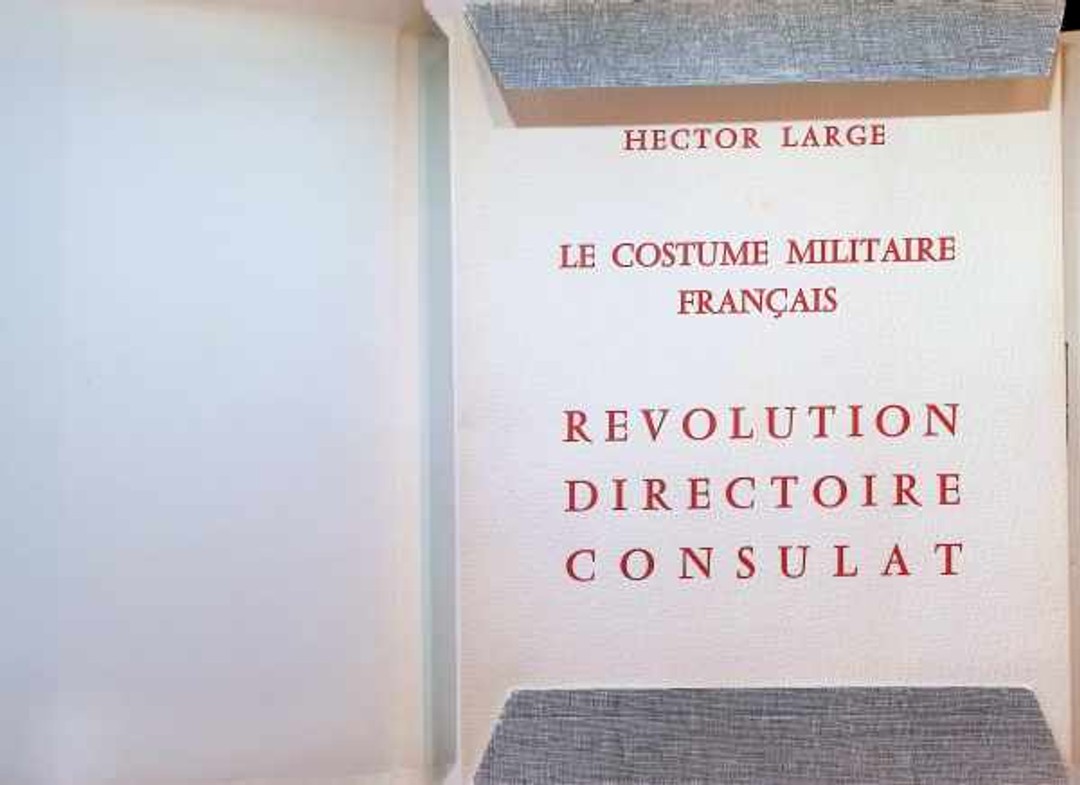 HECTOR LARGE
LE COSTUME MILITAIRE
FRANÇAIS
REVOLUTION
DIRECTOIRE
CONSULAT